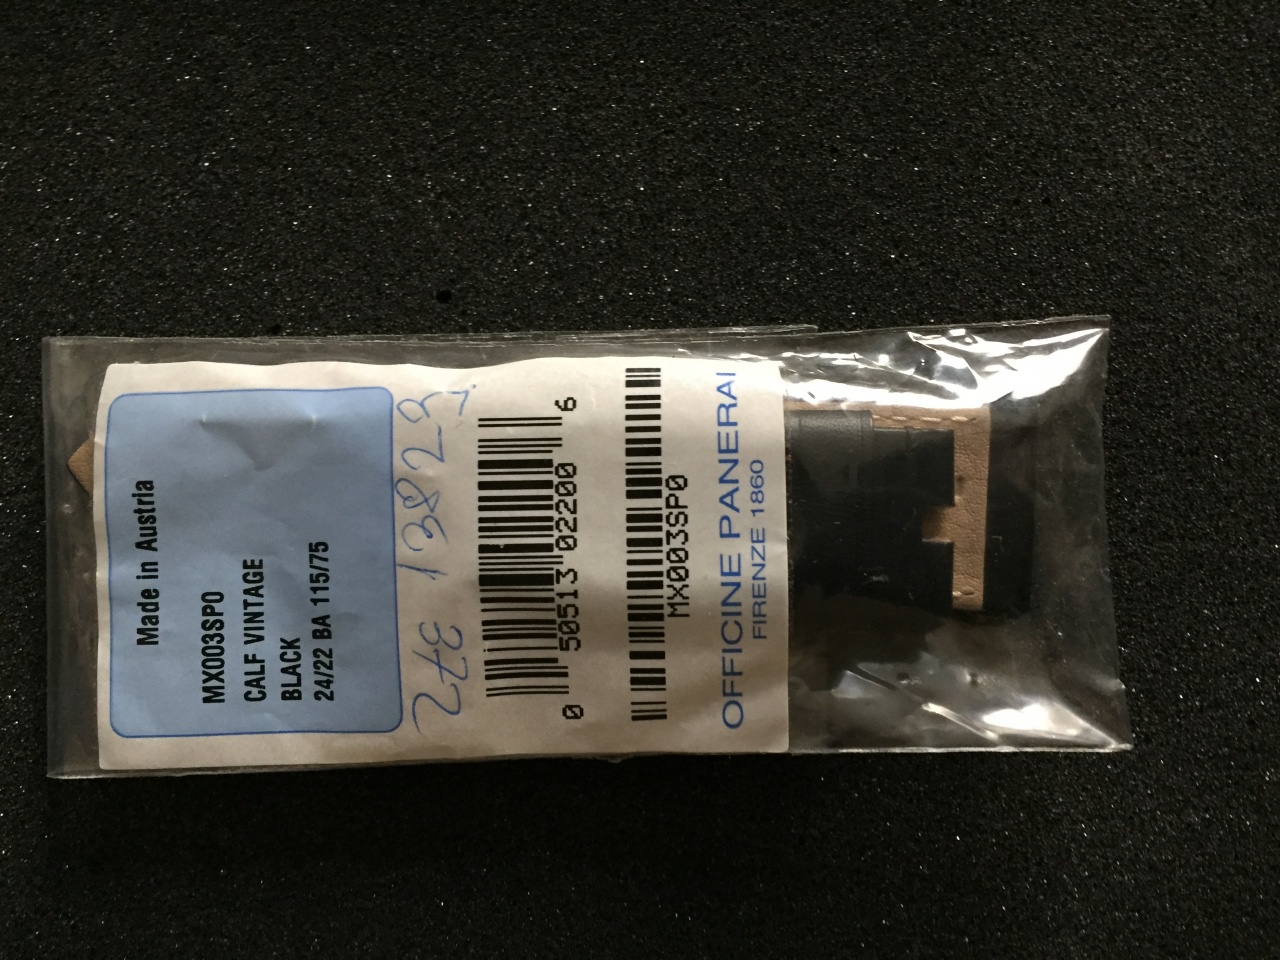 Made in Austria
MX003SP0
CALF VINTAGE
BLACK
24/22 BA 115/75
372
0 50513 02200 6
MX003SP0
OFFICINE PANERAI
FIRENZE 1860